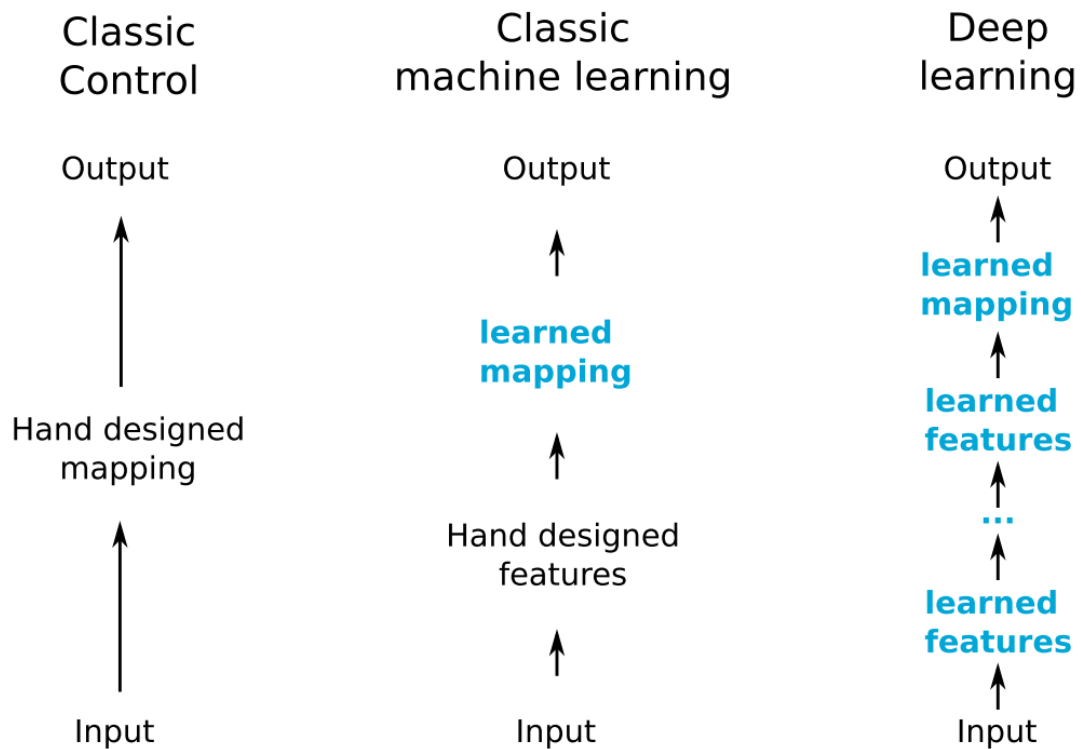 Classic
Control
Output
Hand designed
mapping
Input
Classic
machine learning
Output
learned
mapping
Hand designed
features
Input
Deep
learning
Output
learned
mapping
learned
features
...
learned
features
Input